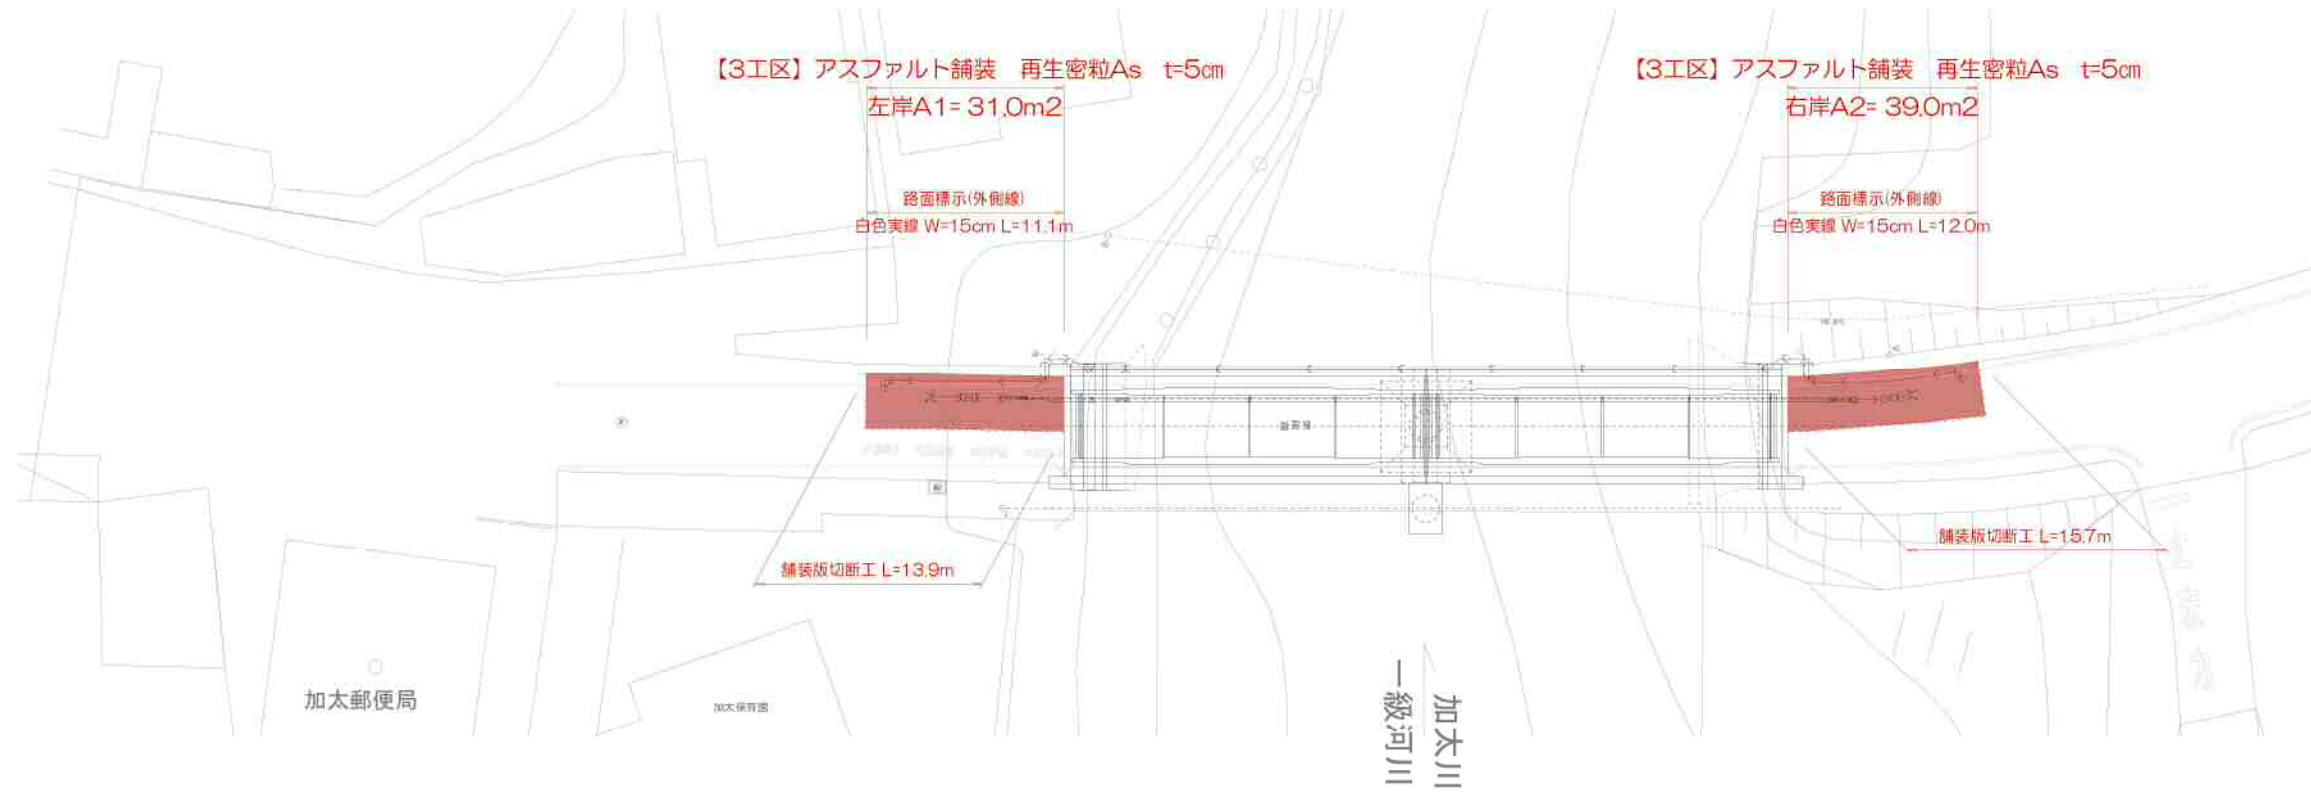 【3工区】アスファルト舗装　再生密粒As　t=5cm
左岸A1= 31.0m2
路面標示(外側線)
白色実線 W=15cm L=11.1m
【3工区】アスファルト舗装　再生密粒As　t=5cm
右岸A2= 39.0m2
路面標示(外側線)
白色実線 W=15cm L=12.0m
舗装版切断工 L=13.9m
舗装版切断工 L=15.7m
加太郵便局
加太保育園
加太川
一級河川